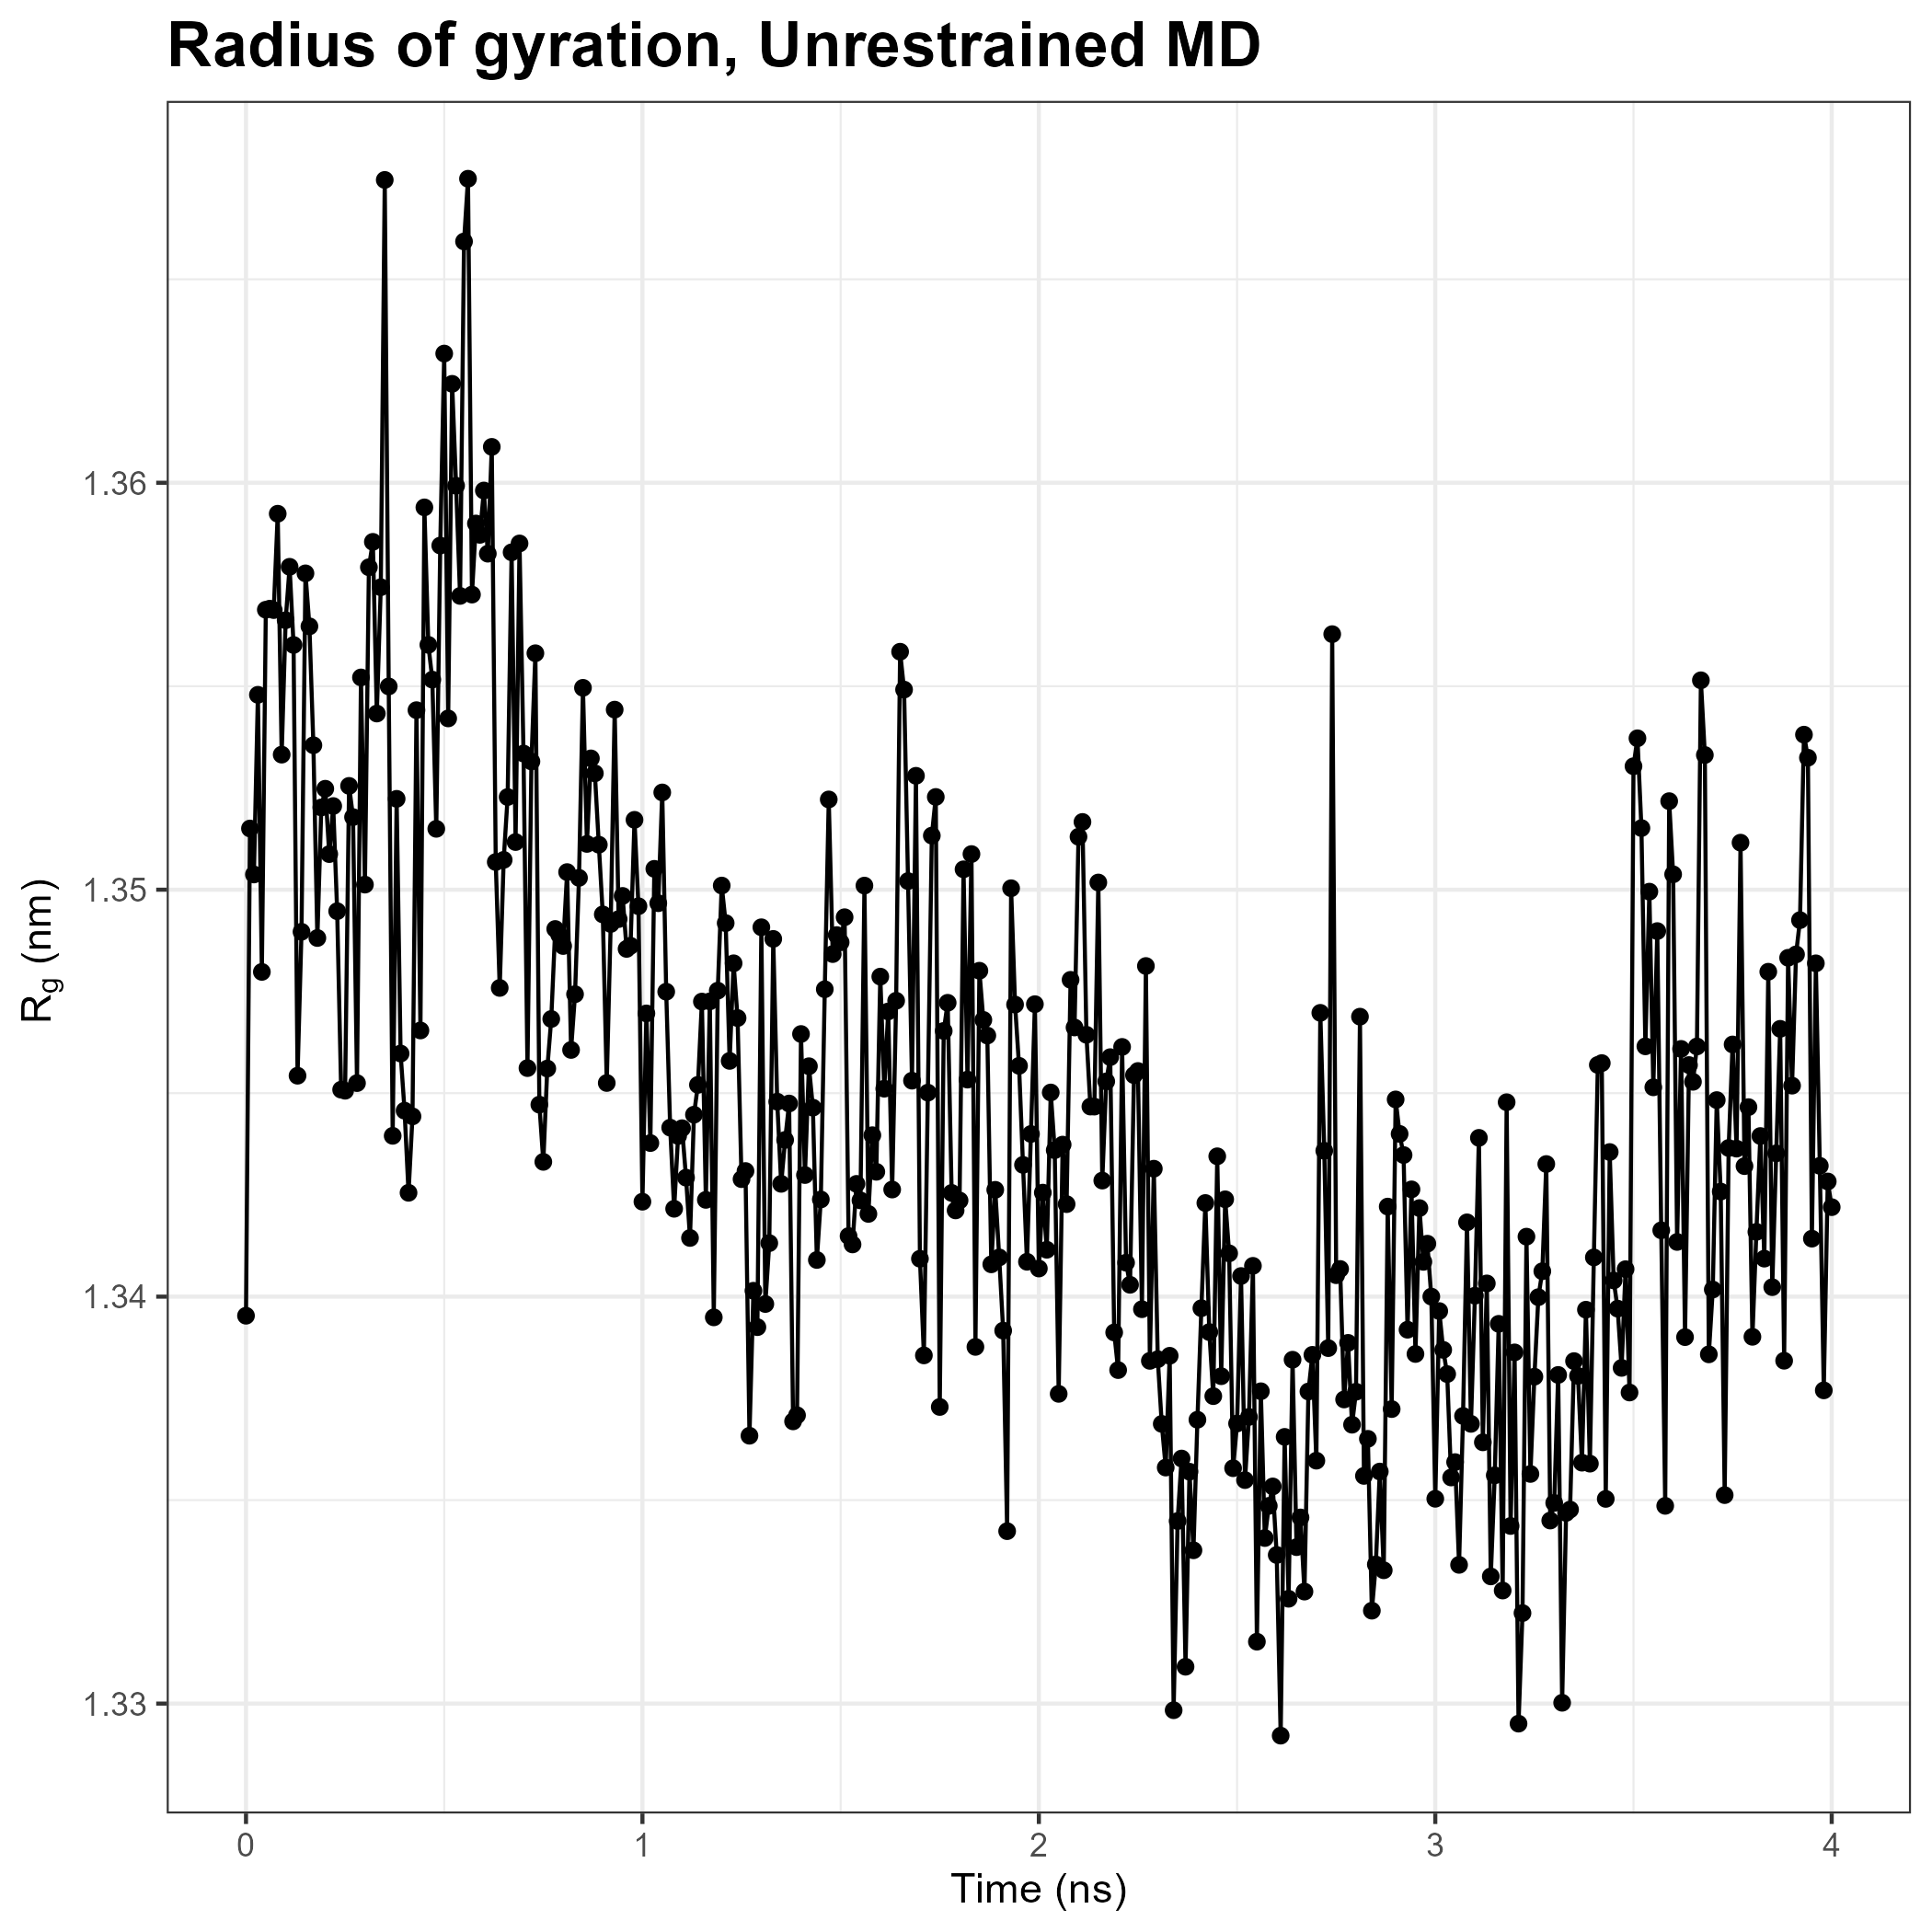 Radius of gyration, Unrestrained MD
1.36
1.35
1.34
1.33
Rg (nm)
0 1 2 3 4
Time (ns)